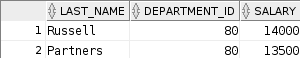 LAST_NAME DEPARTMENT_ID SALARY
1 Russell 80 14000
2 Partners 80 13500